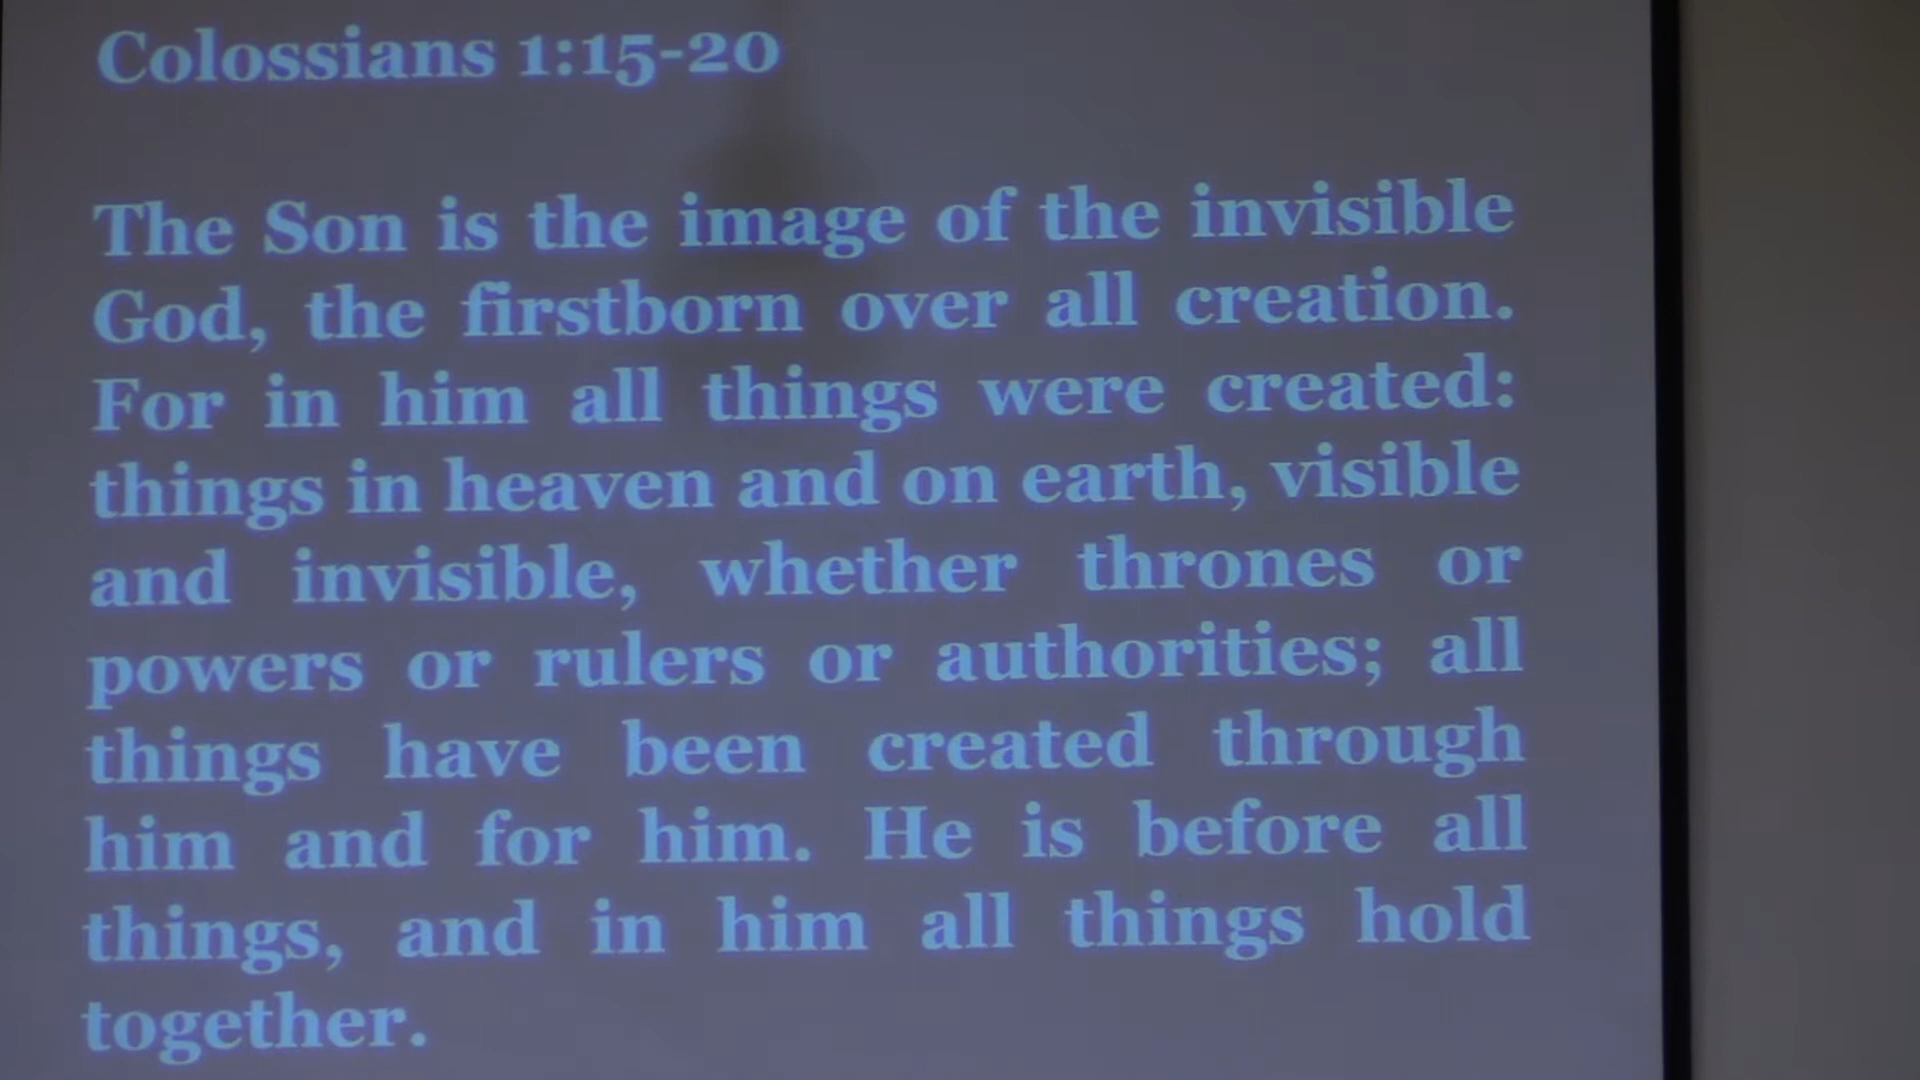 Colossians 1:15-20
The Son is the image of the invisible
God, the firstborn over all creation.
For in him all things were created:
things in heaven and on earth, visible
and invisible, whether thrones or
powers or rulers or authorities; all
things have been created through
him and for him. He is before all
things, and in him all things hold
together.